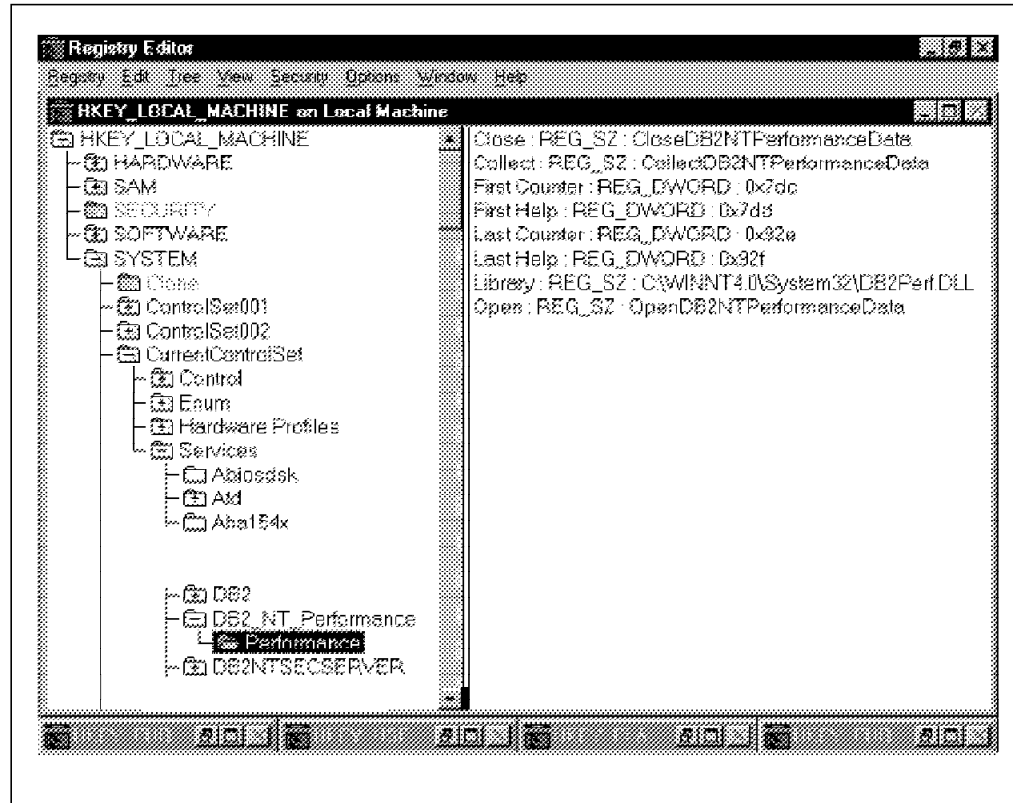 Registry Editor
Registry Edit Tree View Security Options Window Help
HKEY_LOCAL_MACHINE on Local Machine
HKEY_LOCAL_MACHINE
HARDWARE
SAM
SECURITY
SOFTWARE
SYSTEM
Clone
ControlSet001
ControlSet002
CurrentControlSet
Control
Enum
Hardware Profiles
Services
Abiosdsk
Afd
Aha154x
DB2
DB2_NT_Performance
Performance
DB2NTSECSERVER
Close : REG_SZ : CloseDB2NTPerformanceData
Collect : REG_SZ : CollectDB2NTPerformanceData
First Counter : REG_DWORD : 0x7dc
First Help : REG_DWORD : 0x7dd
Last Counter : REG_DWORD : 0x92e
Last Help : REG_DWORD : 0x92f
Library : REG_SZ : C:\WINNT4.0\System32\DB2Perf.DLL
Open : REG_SZ : OpenDB2NTPerformanceData